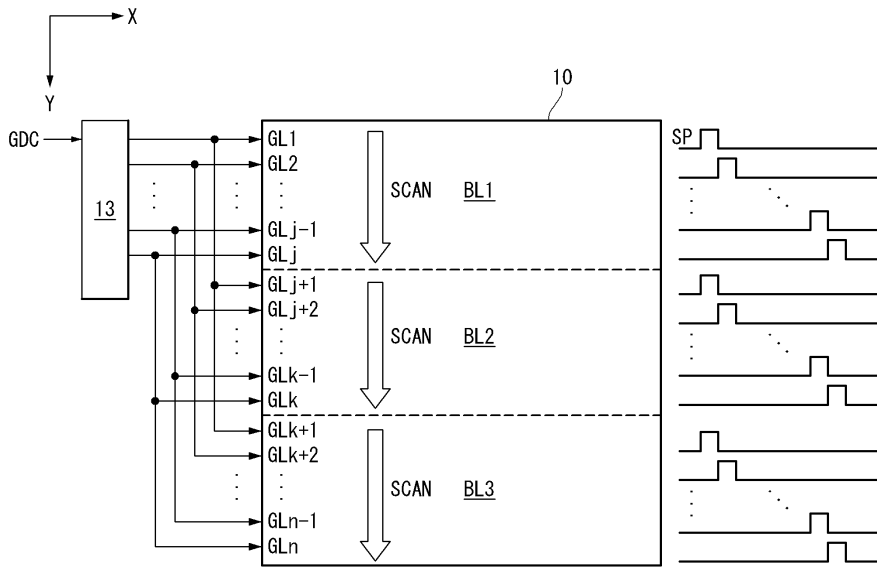 X
Y
10
GDC
13
GL1
SP
GL2
SCAN BL1
GLj-1
GLj
GLj+1
GLj+2
SCAN BL2
GLk-1
GLk
GLk+1
GLk+2
SCAN BL3
GLn-1
GLn